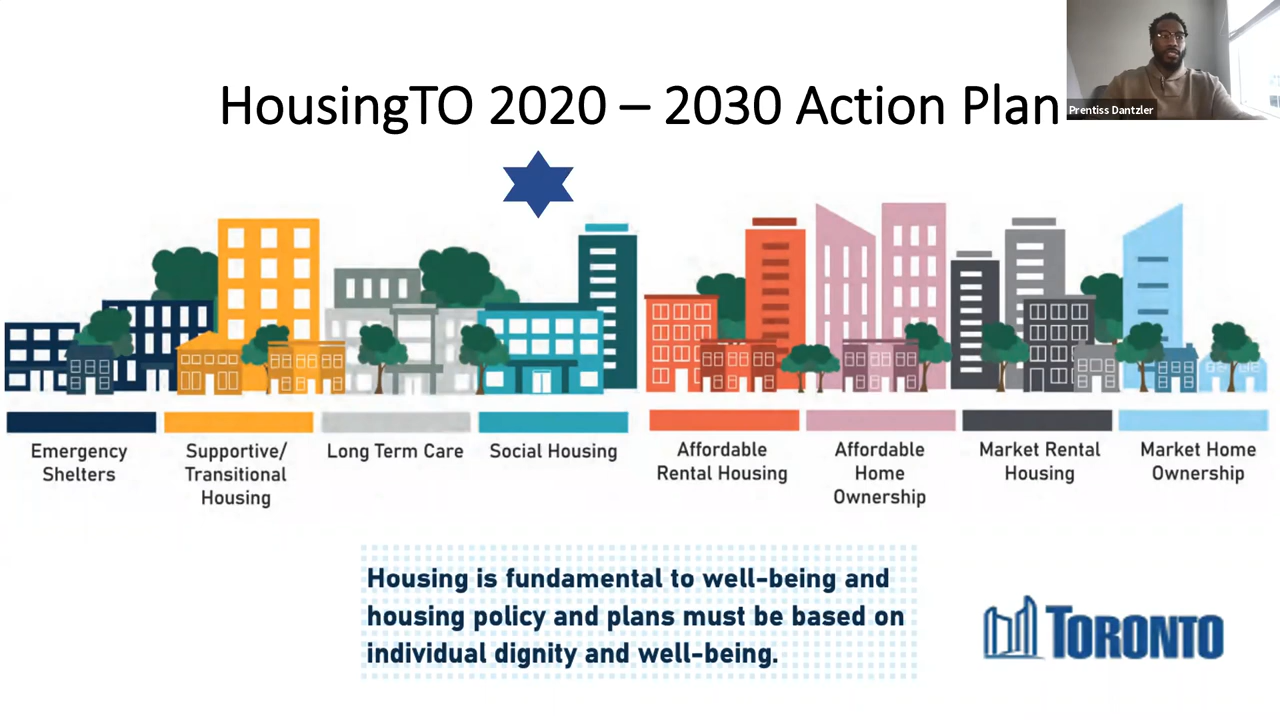 HousingTO 2020 – 2030 Action Plan
Prentiss Dantzler
Emergency
Shelters
Supportive/
Transitional
Housing
Long Term Care
Social Housing
Affordable
Rental Housing
Affordable
Home
Ownership
Market Rental
Housing
Market Home
Ownership
Housing is fundamental to well-being and
housing policy and plans must be based on
individual dignity and well-being.
TORONTO